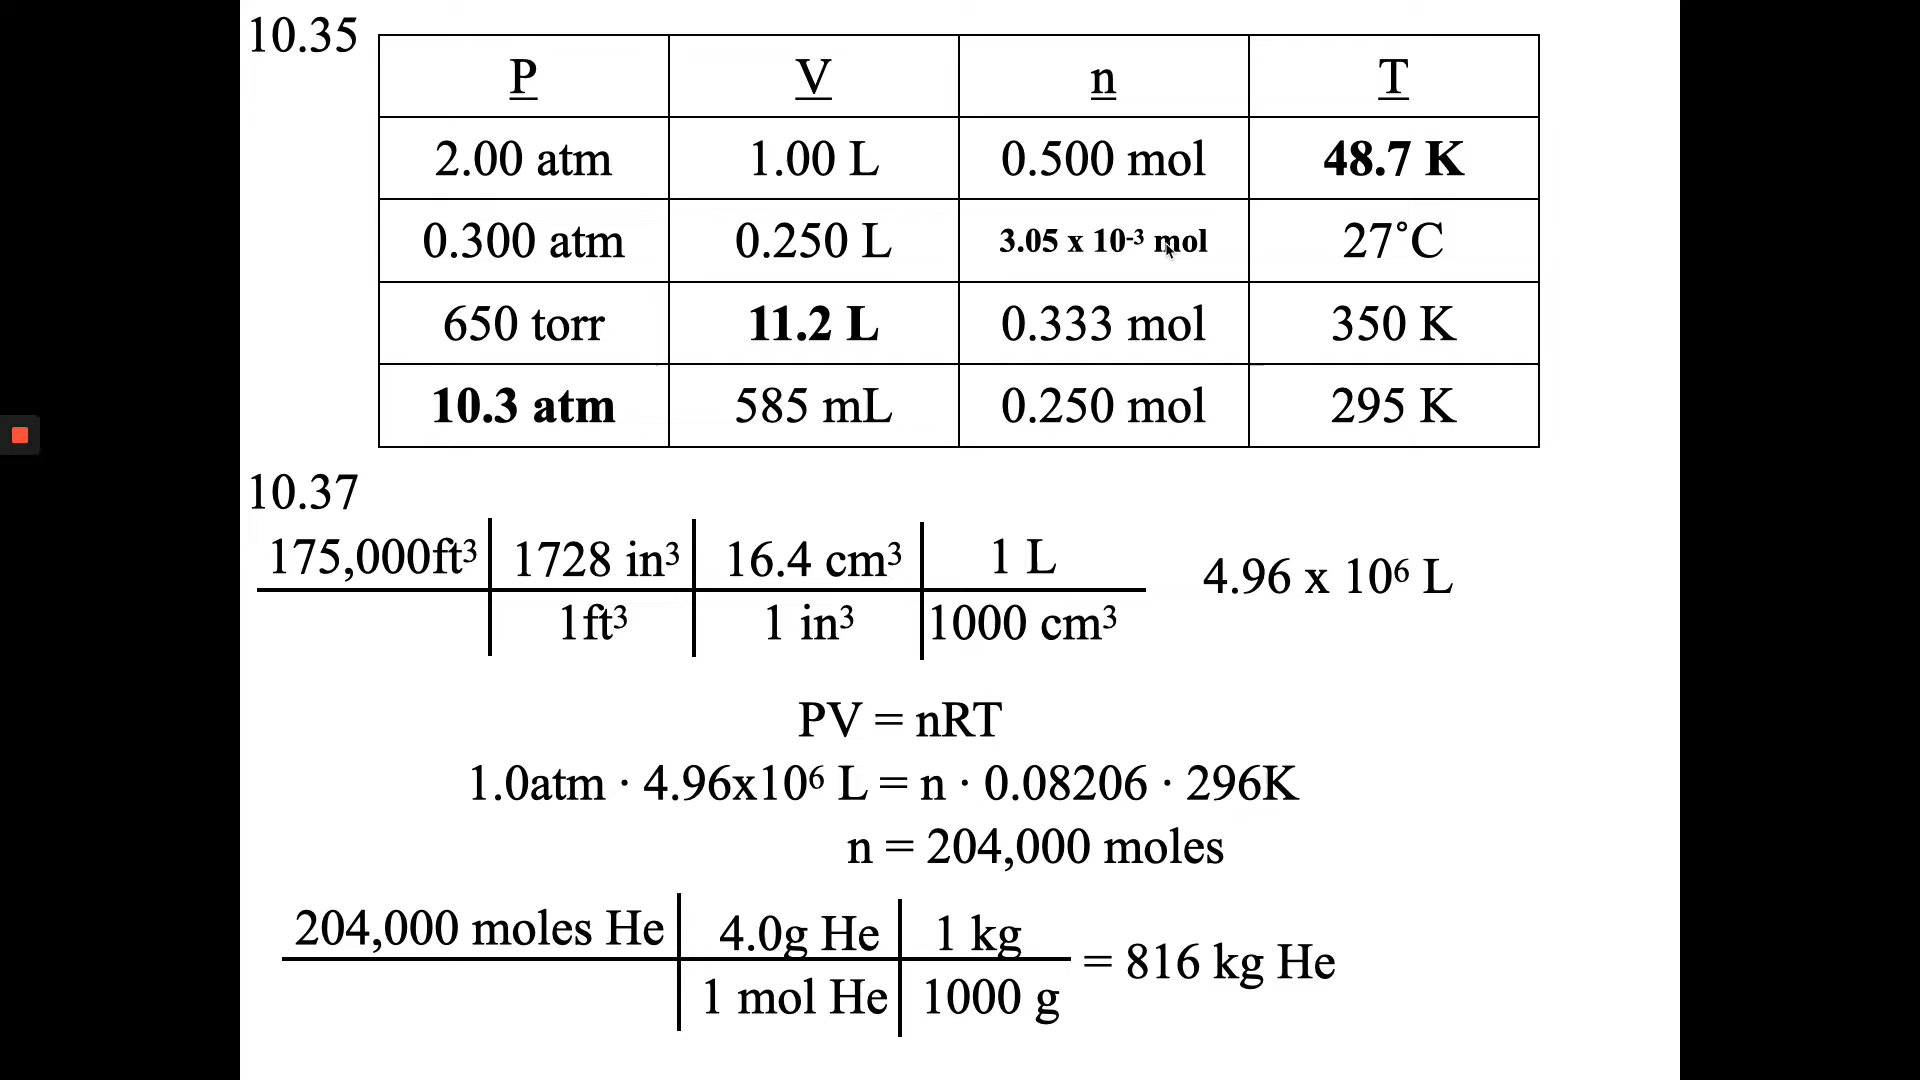 10.35
P V n T
2.00 atm 1.00 L 0.500 mol 48.7 K
0.300 atm 0.250 L 3.05 x 10⁻³ mol 27˚C
650 torr 11.2 L 0.333 mol 350 K
10.3 atm 585 mL 0.250 mol 295 K
10.37
175,000ft³ 1728 in³ 16.4 cm³ 1 L
1ft³ 1 in³ 1000 cm³
4.96 x 10⁶ L
PV = nRT
1.0atm · 4.96x10⁶ L = n · 0.08206 · 296K
n = 204,000 moles
204,000 moles He 4.0g He 1 kg
1 mol He 1000 g
= 816 kg He